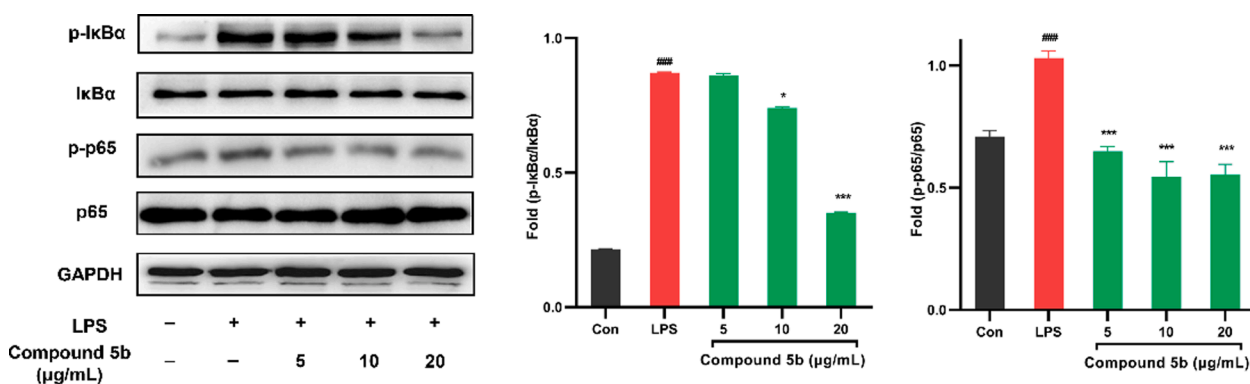 p-IκBα
IκBα
p-p65
p65
GAPDH
LPS – + + + +
Compound 5b – – 5 10 20
(μg/mL)
Fold (p-IκBα/IκBα)
1.0
0.5
0.0
###
*
***
Con LPS 5 10 20
Compound 5b (μg/mL)
Fold (p-p65/p65)
1.0
0.5
0.0
###
*** *** ***
Con LPS 5 10 20
Compound 5b (μg/mL)